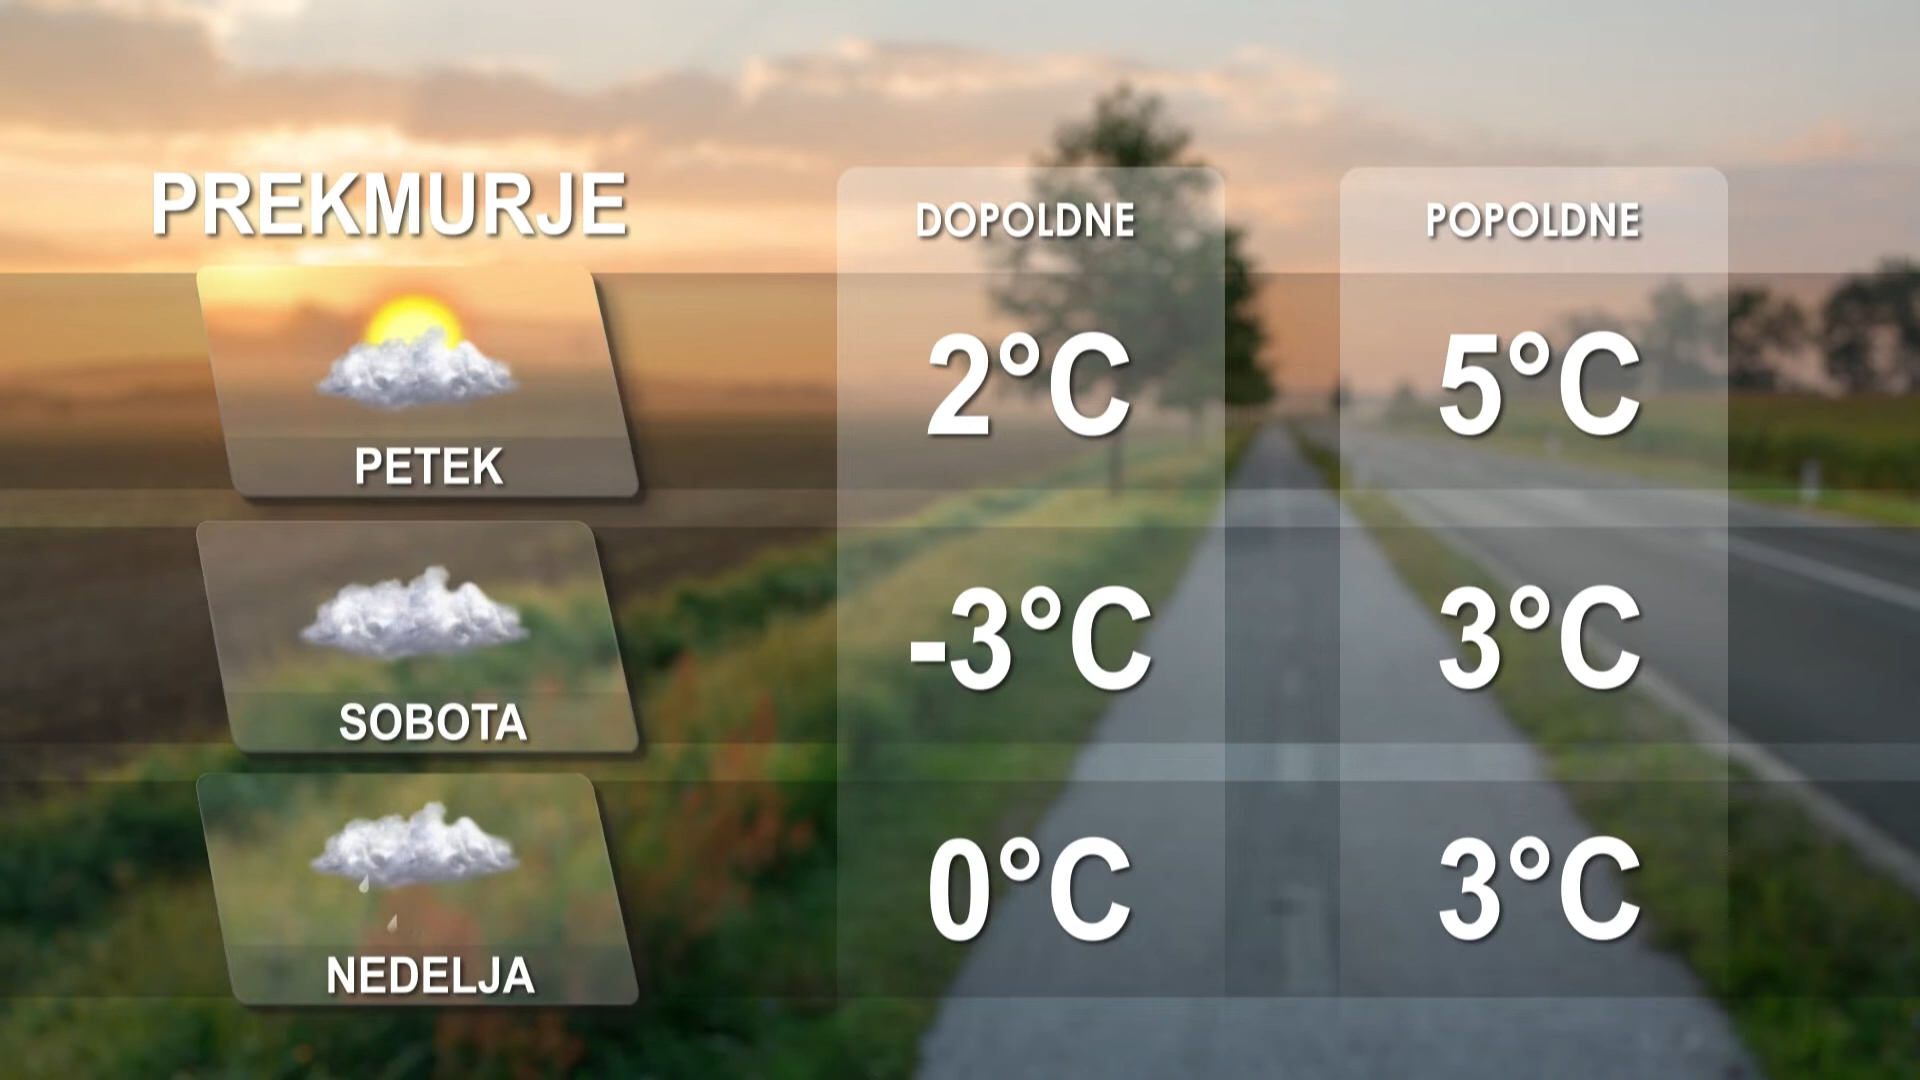 PREKMURJE
DOPOLDNE
POPOLDNE
2°C
5°C
PETEK
-3°C
3°C
SOBOTA
0°C
3°C
NEDELJA